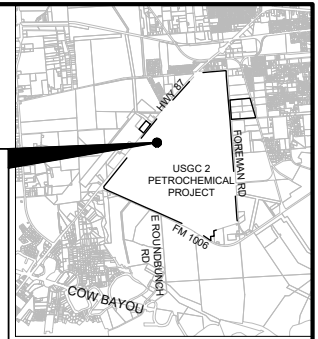 HWY 87
FOREMAN RD
USGC 2
PETROCHEMICAL
PROJECT
FM 1006
E ROUNDBUNCH
RD
COW BAYOU